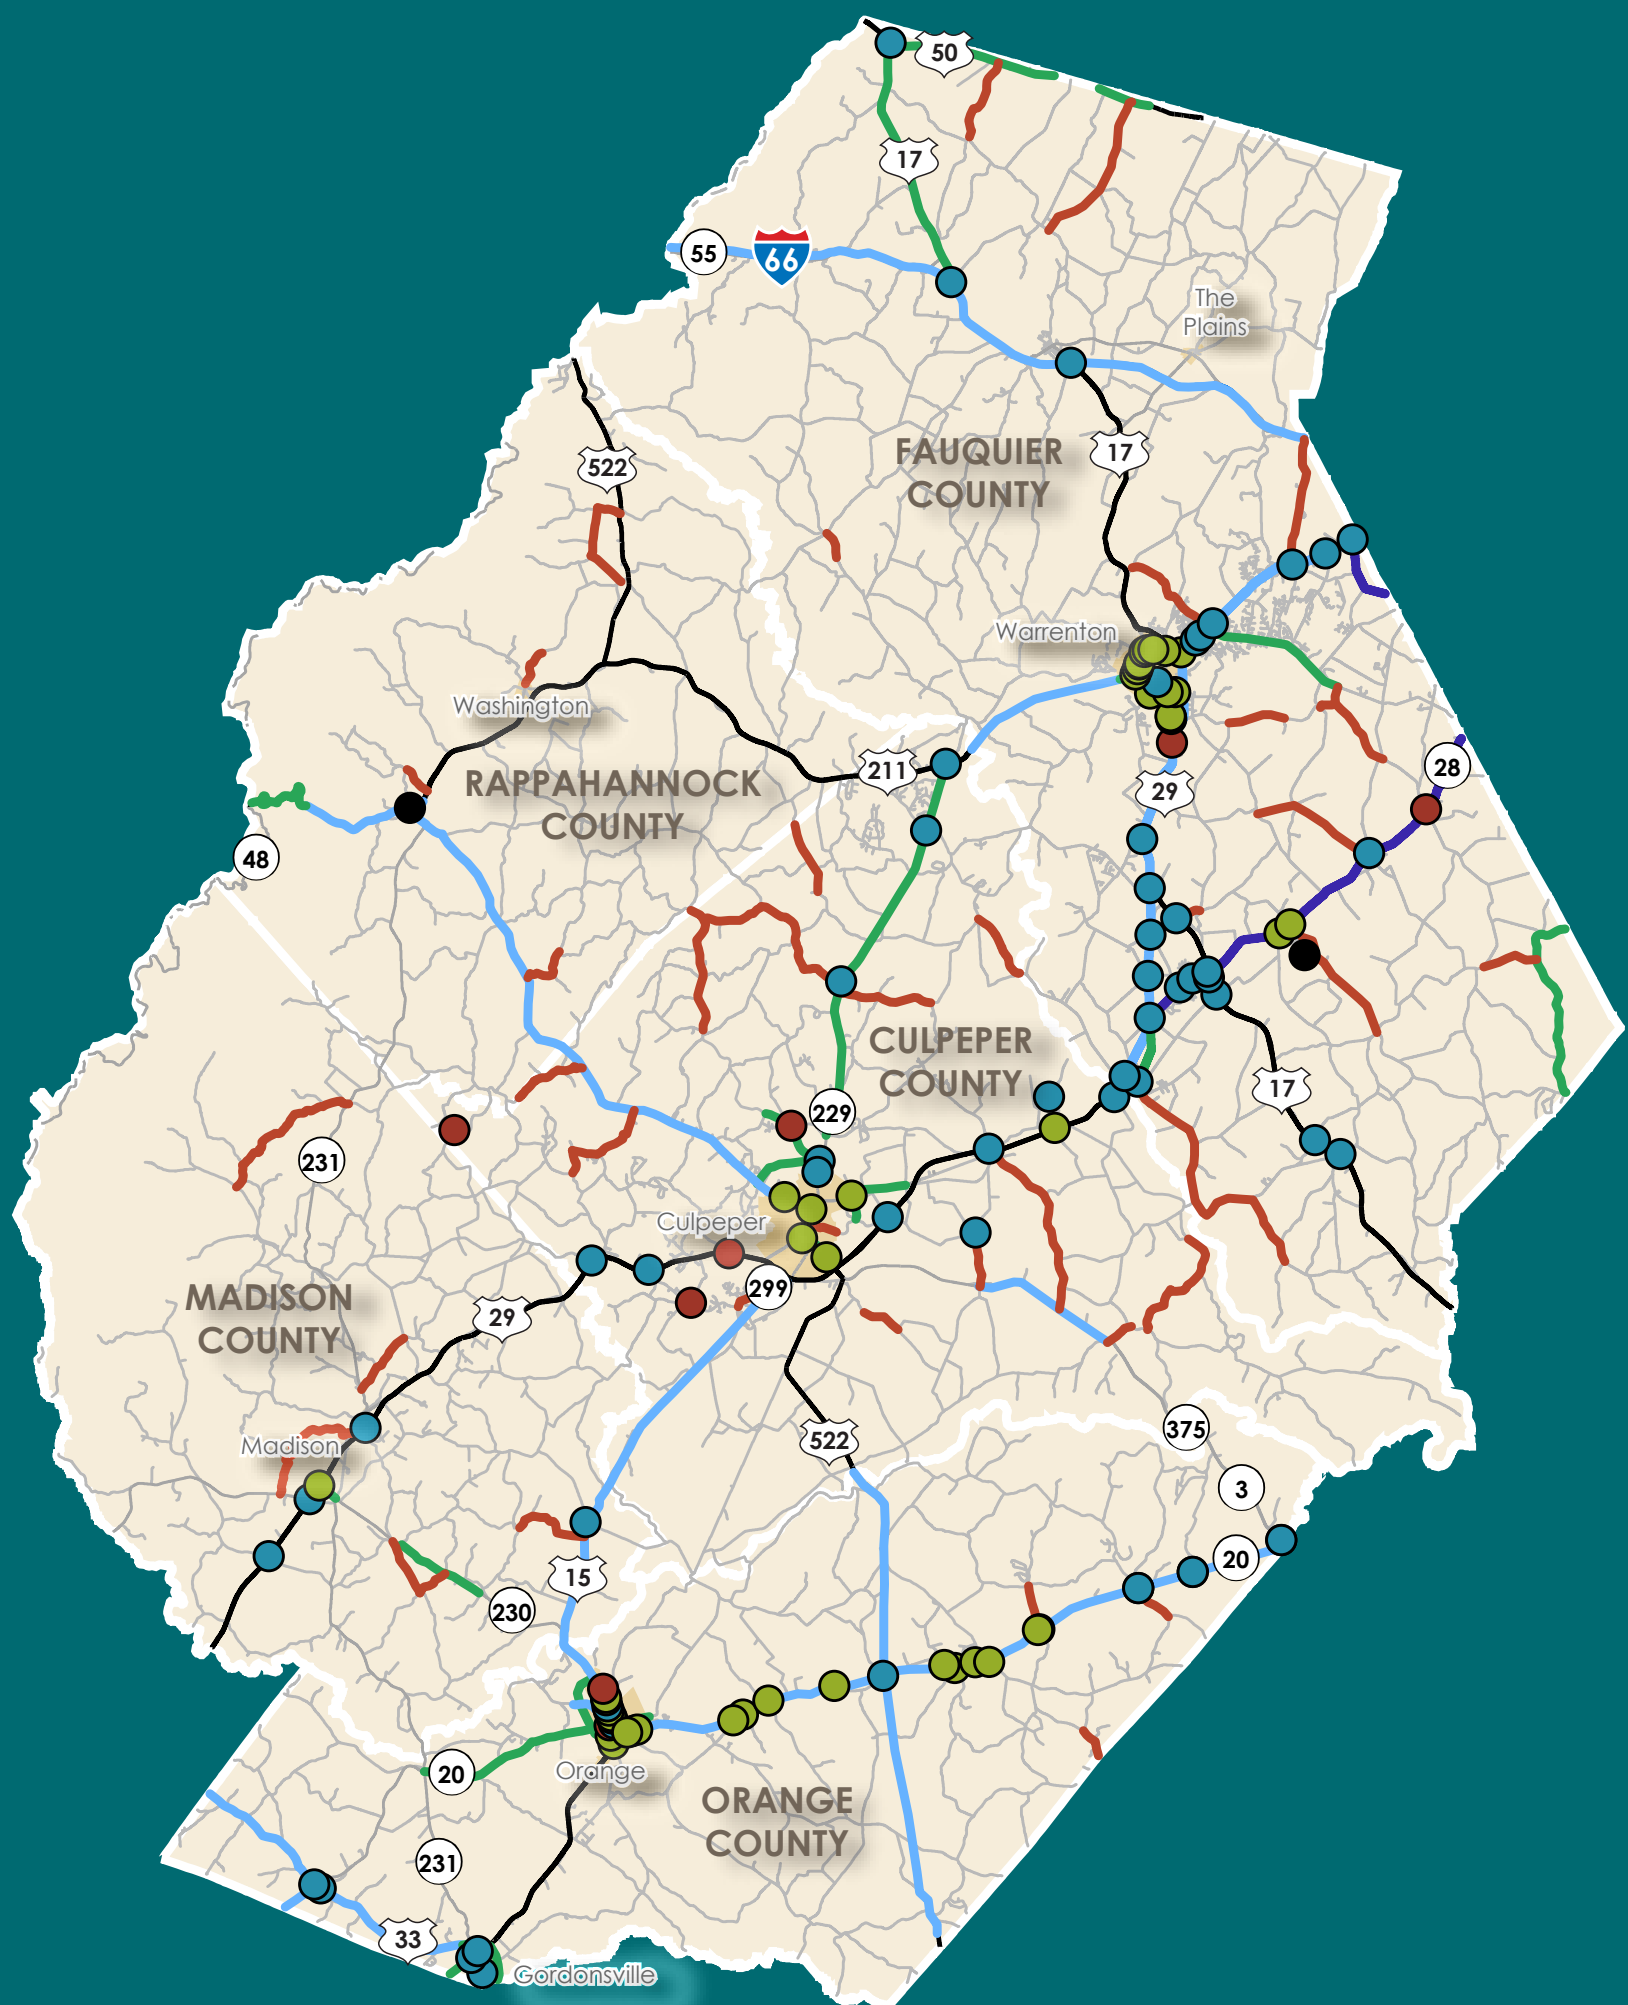 50
17
55
66
The
Plains
FAUQUIER
COUNTY
17
522
Warrenton
Washington
211
RAPPAHANNOCK
COUNTY
28
29
48
CULPEPER
COUNTY
17
229
231
Culpeper
299
MADISON
COUNTY
29
375
522
Madison
3
20
15
230
20
Orange
ORANGE
COUNTY
231
33
Gordonsville